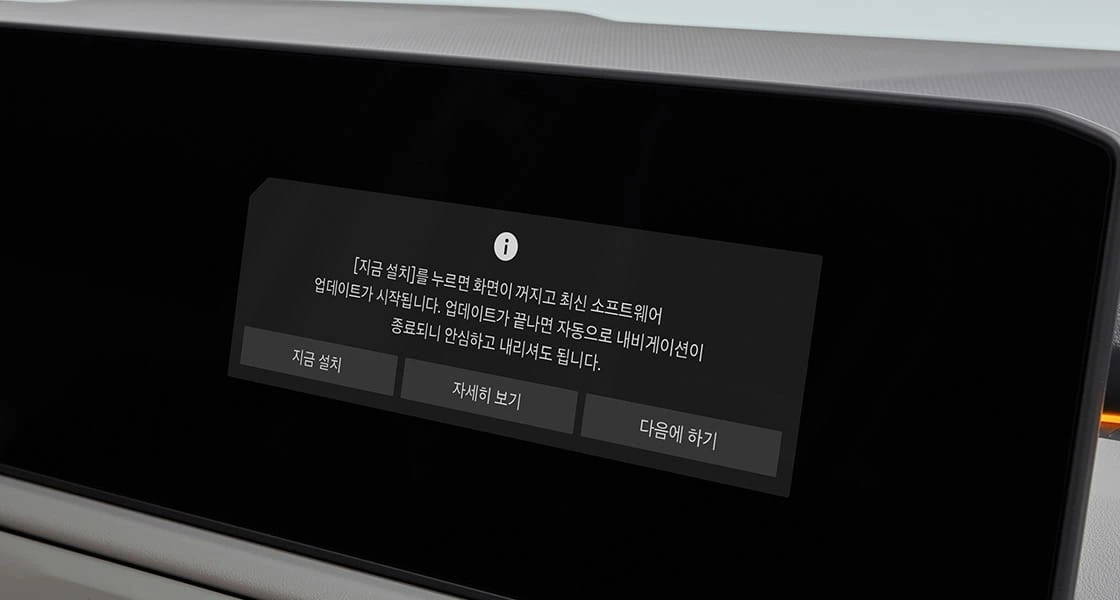 [지금 설치]를 누르면 화면이 꺼지고 최신 소프트웨어
업데이트가 시작됩니다. 업데이트가 끝나면 자동으로 내비게이션이
종료되니 안심하고 내리셔도 됩니다.
지금 설치
자세히 보기
다음에 하기